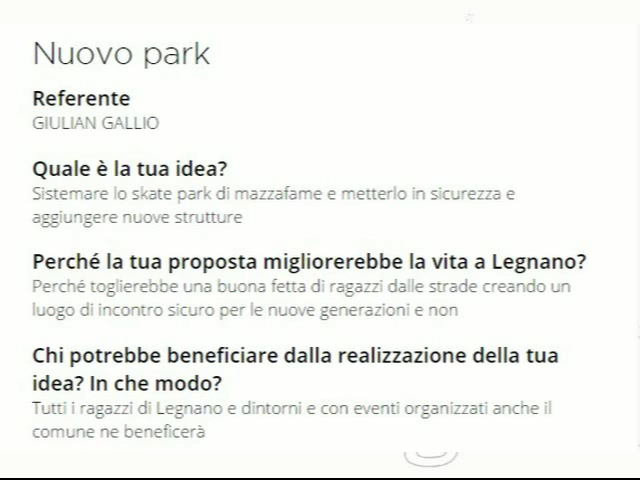 Nuovo park
Referente
GIULIAN GALLIO
Quale è la tua idea?
Sistemare lo skate park di mazzafame e metterlo in sicurezza e
aggiungere nuove strutture
Perché la tua proposta migliorerebbe la vita a Legnano?
Perché toglierebbe una buona fetta di ragazzi dalle strade creando un
luogo di incontro sicuro per le nuove generazioni e non
Chi potrebbe beneficiare dalla realizzazione della tua
idea? In che modo?
Tutti i ragazzi di Legnano e dintorni e con eventi organizzati anche il
comune ne beneficerà